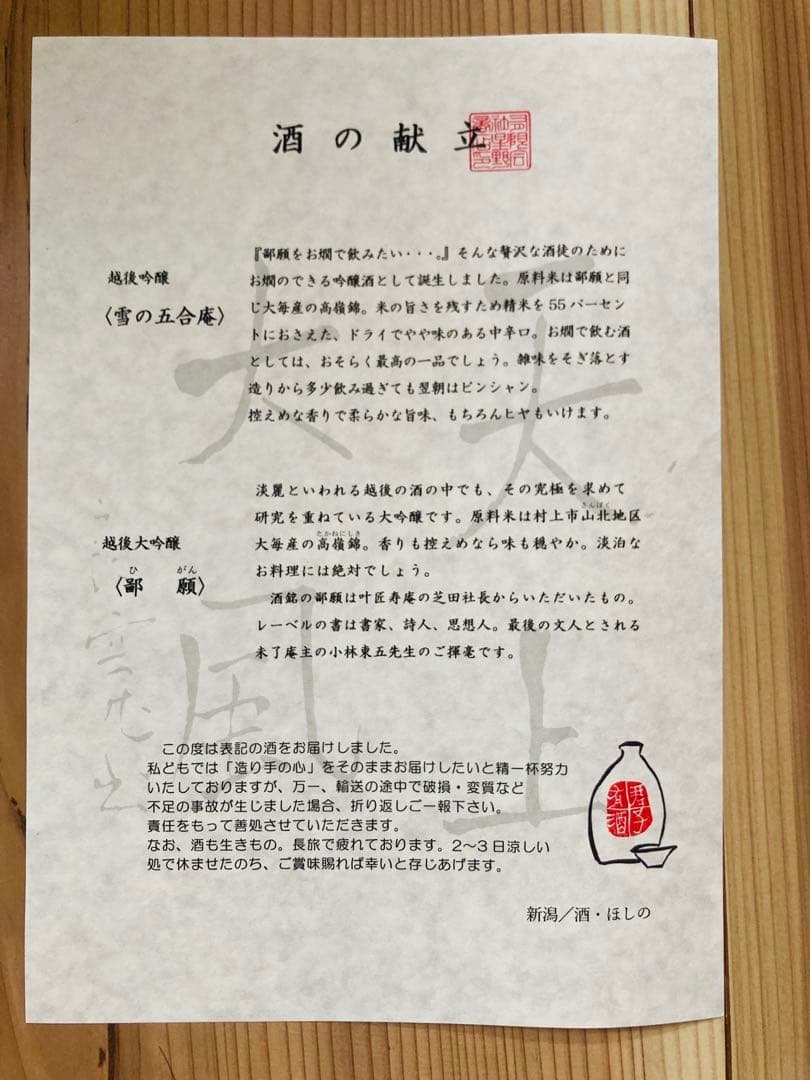 酒の献立
越後吟醸
〈雪の五合庵〉
『鄙願をお燗で飲みたい・・・。』そんな贅沢な酒徒のために
お燗のできる吟醸酒として誕生しました。原料米は鄙願と同
じ大毎産の高嶺錦。米の旨さを残すため精米を55パーセン
トにおさえた、ドライでやや味のある中辛口。お燗で飲む酒
としては、おそらく最高の一品でしょう。雑味をそぎ落とす
造りから多少飲み過ぎても翌朝はピンシャン。
控えめな香りで柔らかな旨味、もちろんヒヤもいけます。
越後大吟醸
ひ がん
〈鄙 願〉
淡麗といわれる越後の酒の中でも、その究極を求めて
さんぽく
研究を重ねている大吟醸です。原料米は村上市山北地区
たかねにしき
大毎産の高嶺錦。香りも控えめなら味も穏やか。淡泊な
お料理には絶対でしょう。
酒銘の鄙願は叶匠寿庵の芝田社長からいただいたもの。
レーベルの書は書家、詩人、思想人。最後の文人とされる
未了庵主の小林東五先生のご揮毫です。
この度は表記の酒をお届けしました。
私どもでは「造り手の心」をそのままお届けしたいと精一杯努力
いたしておりますが、万一、輸送の途中で破損・変質など
不足の事故が生じました場合、折り返しご一報下さい。
責任をもって善処させていただきます。
なお、酒も生きもの。長旅で疲れております。2〜3日涼しい
処で休ませたのち、ご賞味賜れば幸いと存じあげます。
君子
有酒
新潟／酒・ほしの